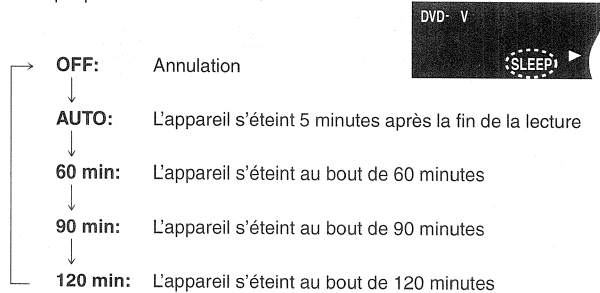 DVD- V
SLEEP
OFF: Annulation
AUTO: L'appareil s'éteint 5 minutes après la fin de la lecture
60 min: L'appareil s'éteint au bout de 60 minutes
90 min: L'appareil s'éteint au bout de 90 minutes
120 min: L'appareil s'éteint au bout de 120 minutes